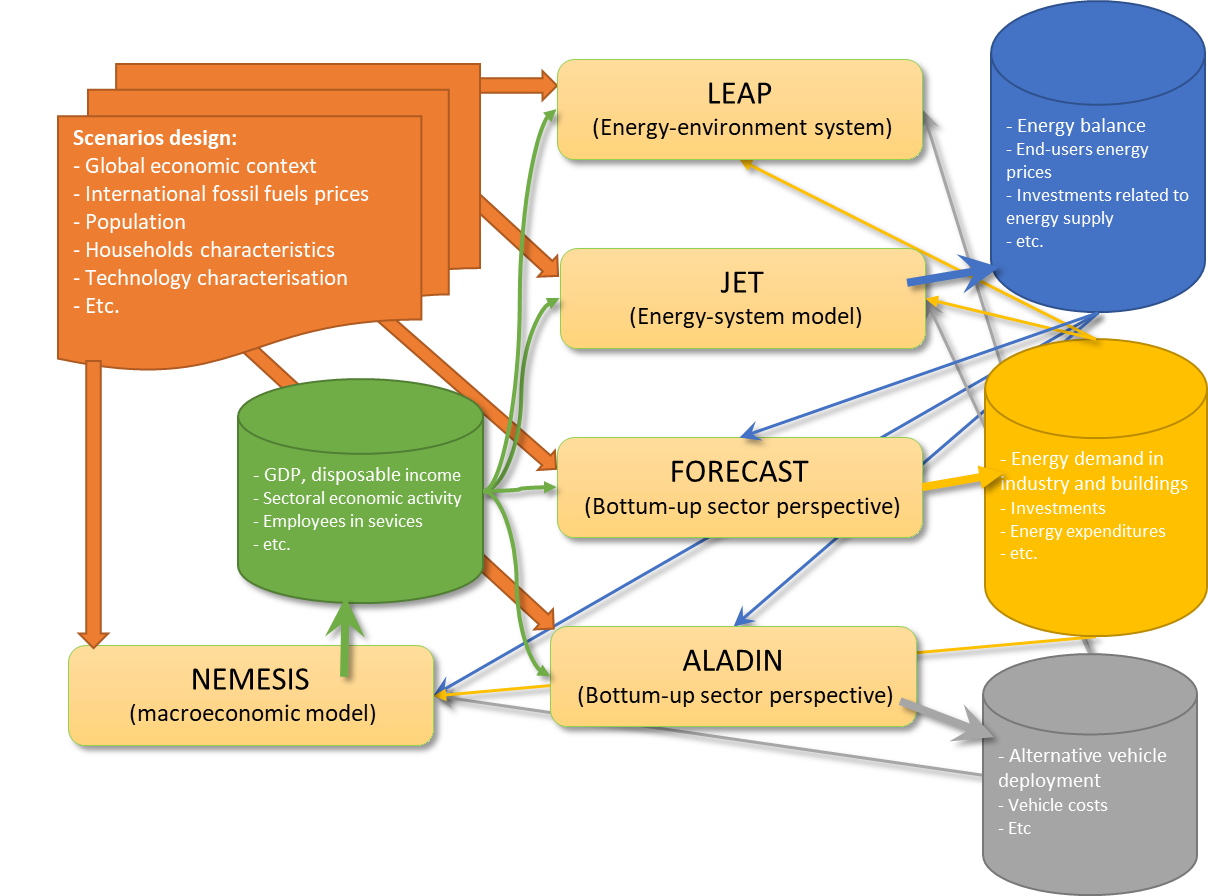 Scenarios design:
- Global economic context
- International fossil fuels prices
- Population
- Households characteristics
- Technology characterisation
- Etc.
LEAP
(Energy-environment system)
- Energy balance
- End-users energy
prices
- Investments related to
energy supply
- etc.
JET
(Energy-system model)
- GDP, disposable income
- Sectoral economic activity
- Employees in sevices
- etc.
FORECAST
(Bottum-up sector perspective)
- Energy demand in
industry and buildings
- Investments
- Energy expenditures
- etc.
NEMESIS
(macroeconomic model)
ALADIN
(Bottum-up sector perspective)
- Alternative vehicle
deployment
- Vehicle costs
- Etc